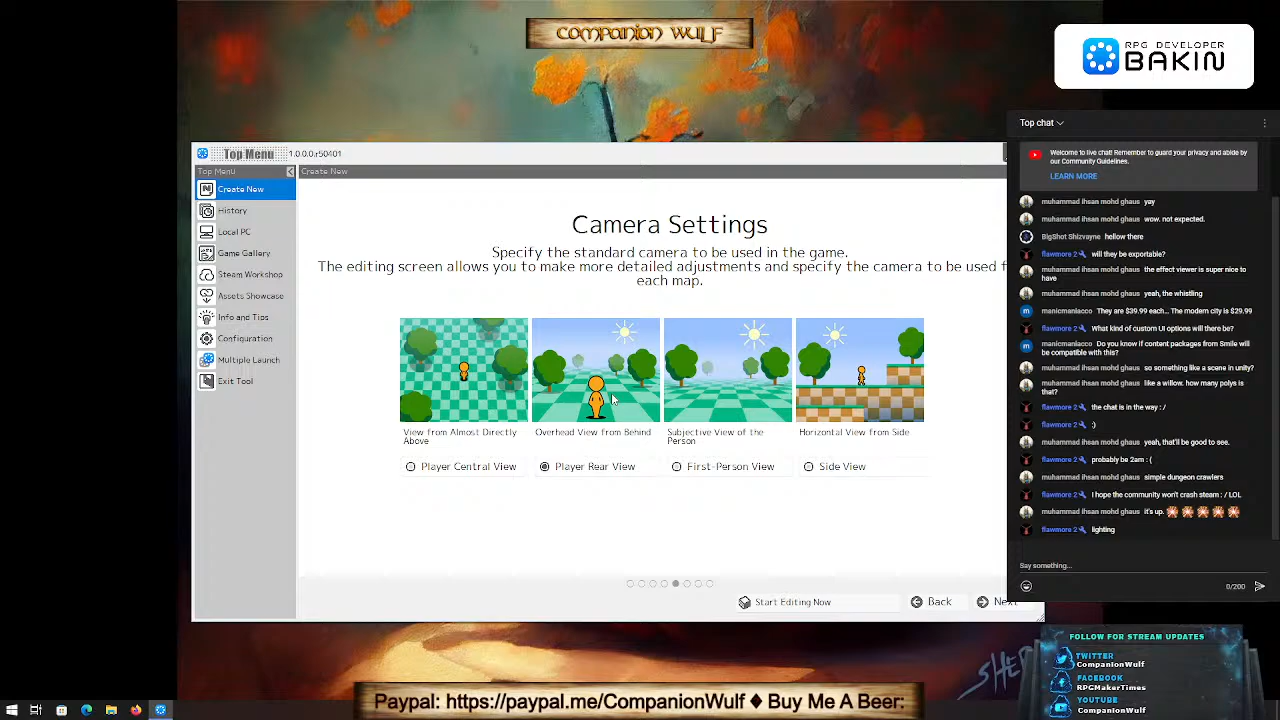 COMPANION WULF
RPG DEVELOPER
BAKIN
Top Menu 1.0.0.0.r50401
Top Menu
Create New
History
Local PC
Game Gallery
Steam Workshop
Assets Showcase
Info and Tips
Configuration
Multiple Launch
Exit Tool
Create New
Camera Settings
Specify the standard camera to be used in the game.
The editing screen allows you to make more detailed adjustments and specify the camera to be used f
each map.
View from Almost Directly
Above
Overhead View from Behind
Subjective View of the
Person
Horizontal View from Side
Player Central View
Player Rear View
First-Person View
Side View
Start Editing Now
Back
Next
Top chat
Welcome to live chat! Remember to guard your privacy and abide by
our Community Guidelines.
LEARN MORE
muhammad ihsan mohd ghaus yay
muhammad ihsan mohd ghaus wow. not expected.
BigShot Shizvayne hellow there
flawmore 2 will they be exportable?
muhammad ihsan mohd ghaus the effect viewer is super nice to
have
muhammad ihsan mohd ghaus yeah, the whistling
manicmaniacco They are $39.99 each... The modern city is $29.99
flawmore 2 What kind of custom UI options will there be?
manicmaniacco Do you know if content packages from Smile will
be compatible with this?
muhammad ihsan mohd ghaus so something like a scene in unity?
muhammad ihsan mohd ghaus like a willow. how many polys is
that?
flawmore 2 the chat is in the way : /
flawmore 2 :)
muhammad ihsan mohd ghaus yeah, that'll be good to see.
flawmore 2 probably be 2am : (
muhammad ihsan mohd ghaus simple dungeon crawlers
flawmore 2 I hope the community won't crash steam : / LOL
muhammad ihsan mohd ghaus it's up.
flawmore 2 lighting
Say something...
0/200
FOLLOW FOR STREAM UPDATES
TWITTER
CompanionWulf
FACEBOOK
RPGMakerTimes
YOUTUBE
CompanionWulf
SHER
Paypal: https://paypal.me/CompanionWulf ♦ Buy Me A Beer: